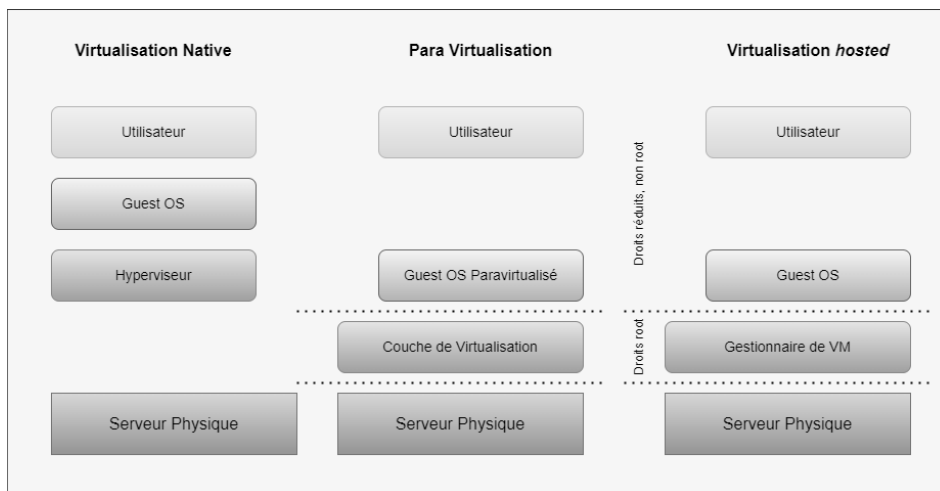 Virtualisation Native
Para Virtualisation
Virtualisation hosted
Utilisateur
Utilisateur
Utilisateur
Guest OS
Droits réduits, non root
Hyperviseur
Guest OS Paravirtualisé
Guest OS
Couche de Virtualisation
Droits root
Gestionnaire de VM
Serveur Physique
Serveur Physique
Serveur Physique